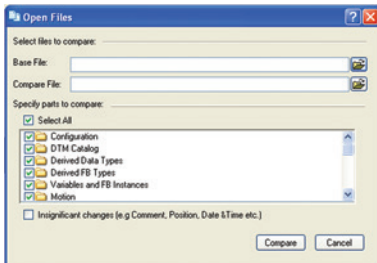 Open Files
Select files to compare:
Base File:
Compare File:
Specify parts to compare:
Select All
Configuration
DTM Catalog
Derived Data Types
Derived FB Types
Variables and FB Instances
Motion
Insignificant changes (e.g Comment, Position, Date &Time etc.)
Compare Cancel